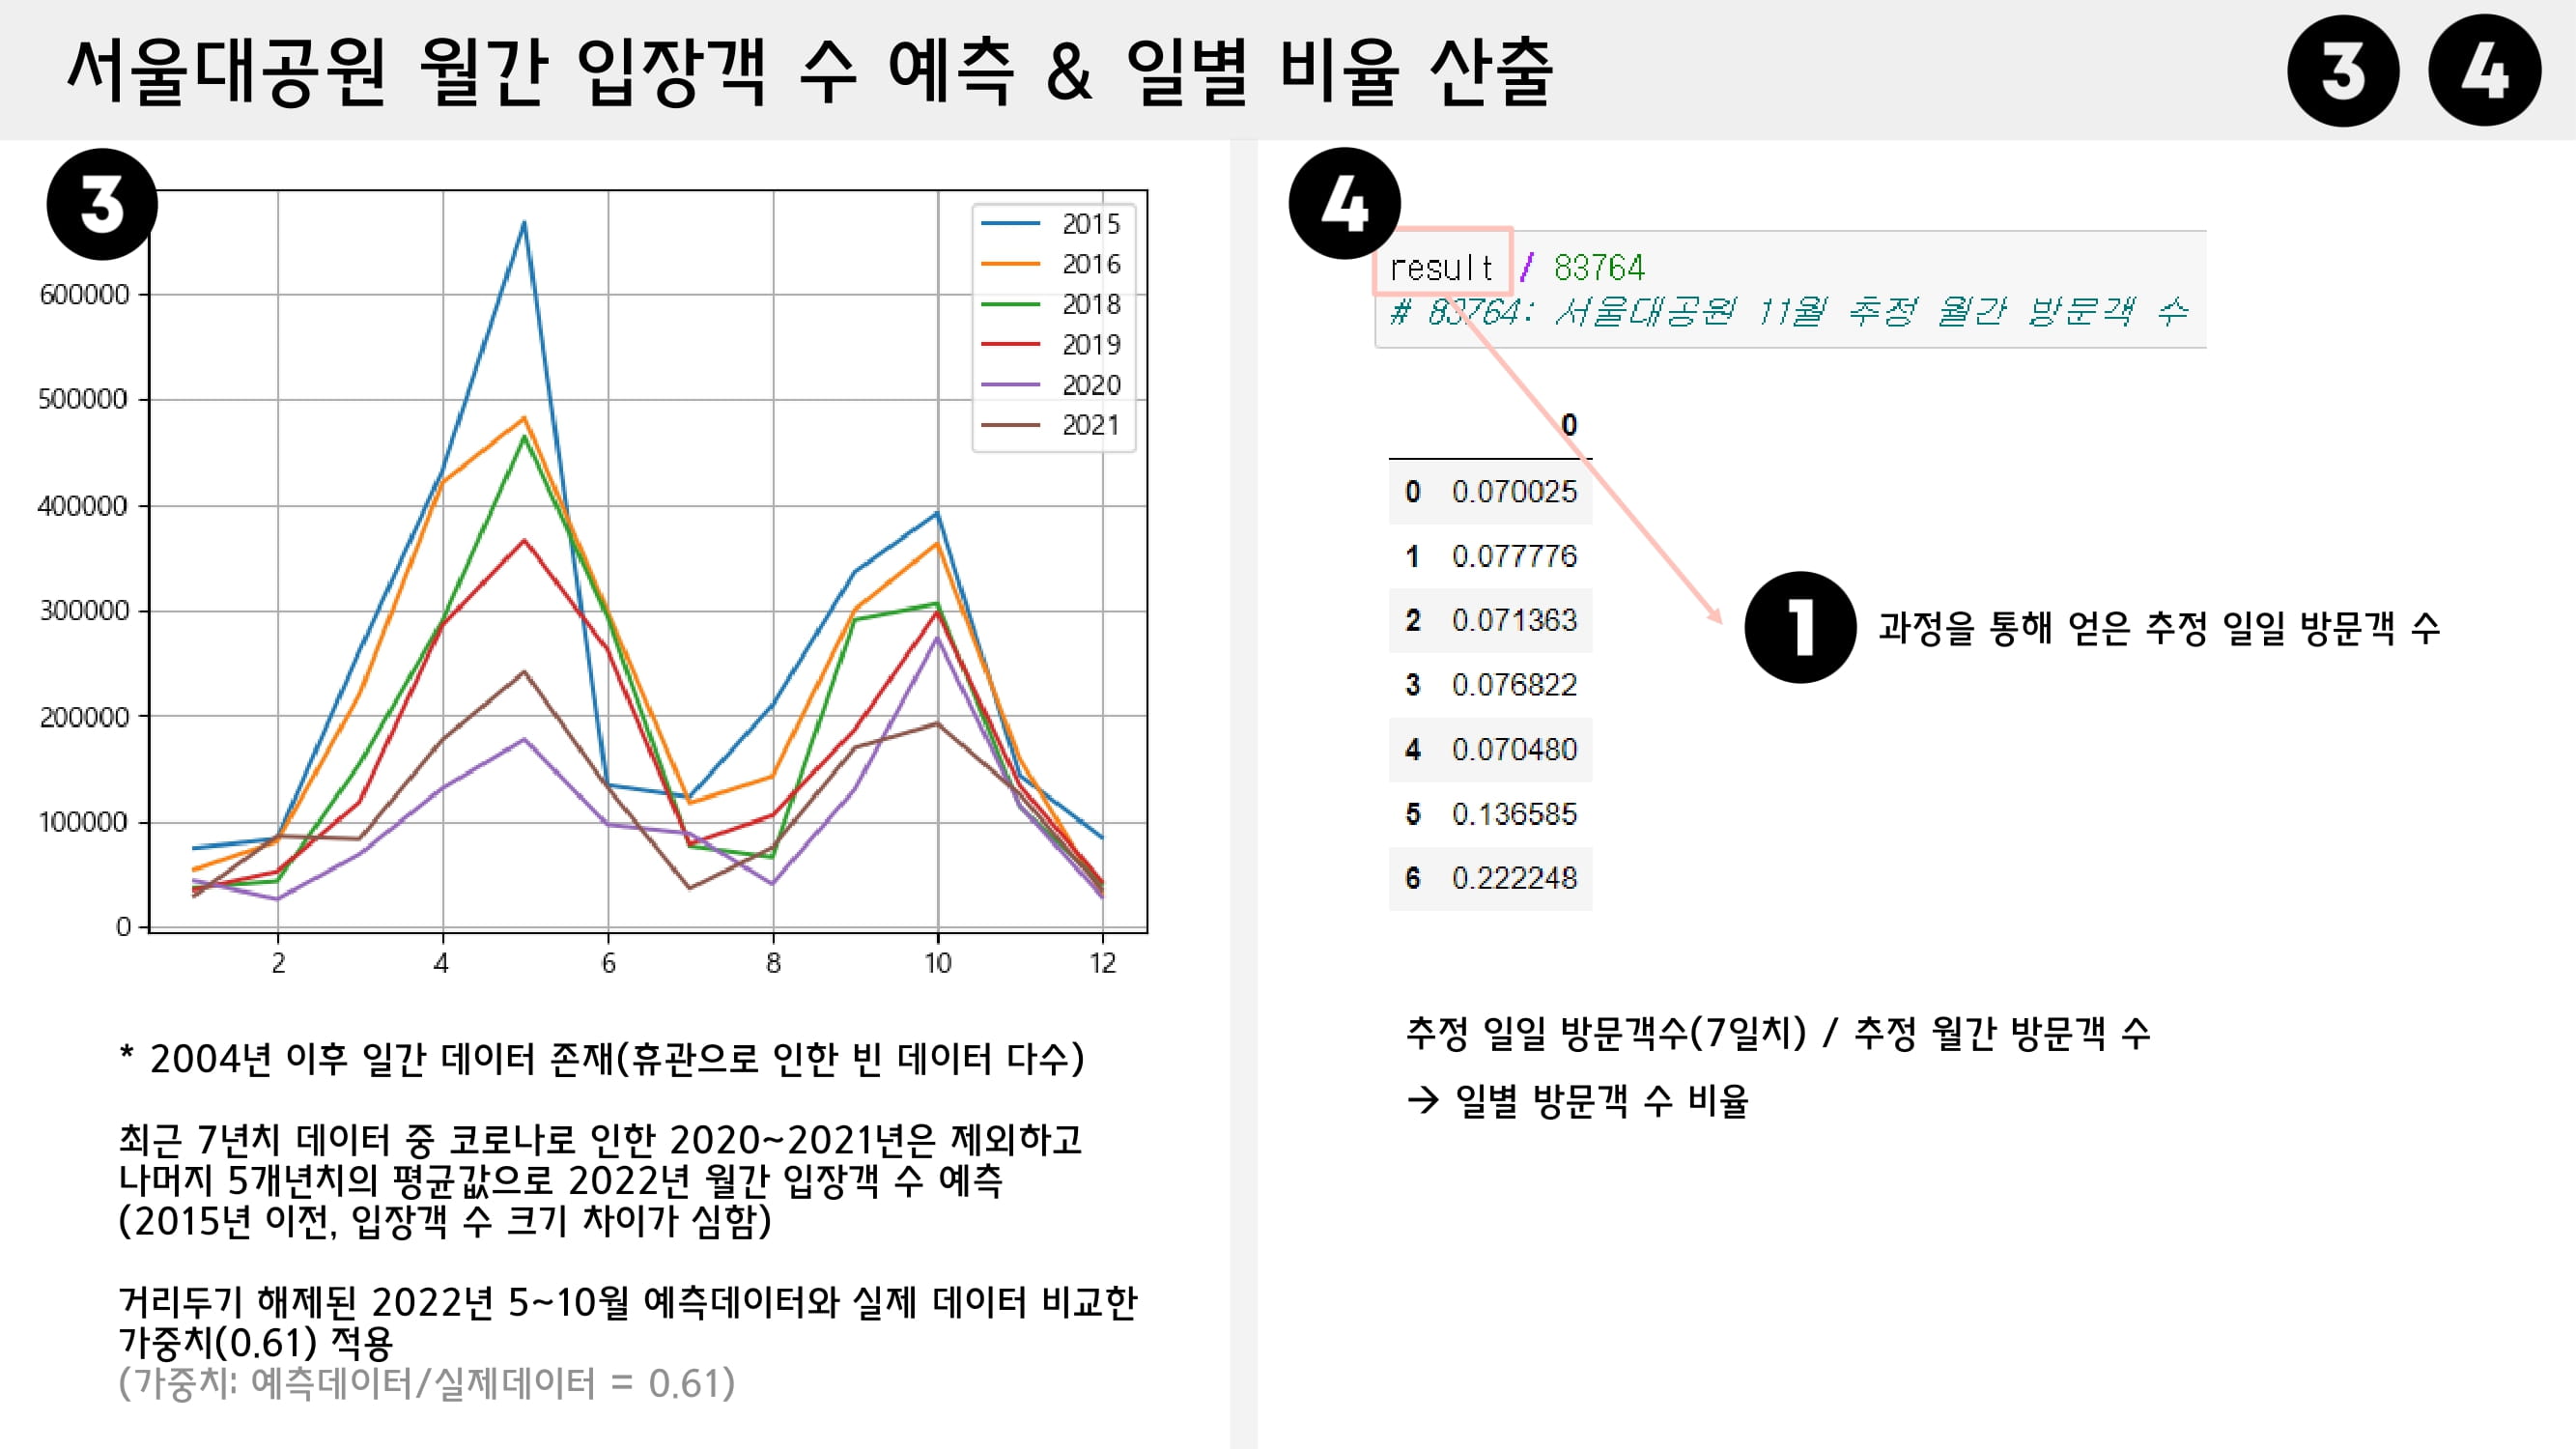 서울대공원 월간 입장객 수 예측 & 일별 비율 산출
3 4
3
2015
2016
2018
2019
2020
2021
600000
500000
400000
300000
200000
100000
0
2 4 6 8 10 12
* 2004년 이후 일간 데이터 존재(휴관으로 인한 빈 데이터 다수)
최근 7년치 데이터 중 코로나로 인한 2020~2021년은 제외하고
나머지 5개년치의 평균값으로 2022년 월간 입장객 수 예측
(2015년 이전, 입장객 수 크기 차이가 심함)
거리두기 해제된 2022년 5~10월 예측데이터와 실제 데이터 비교한
가중치(0.61) 적용
(가중치: 예측데이터/실제데이터 = 0.61)
4
result / 83764
# 83764: 서울대공원 11월 추정 월간 방문객 수
0
0 0.070025
1 0.077776
2 0.071363
3 0.076822
4 0.070480
5 0.136585
6 0.222248
1 과정을 통해 얻은 추정 일일 방문객 수
추정 일일 방문객수(7일치) / 추정 월간 방문객 수
→ 일별 방문객 수 비율